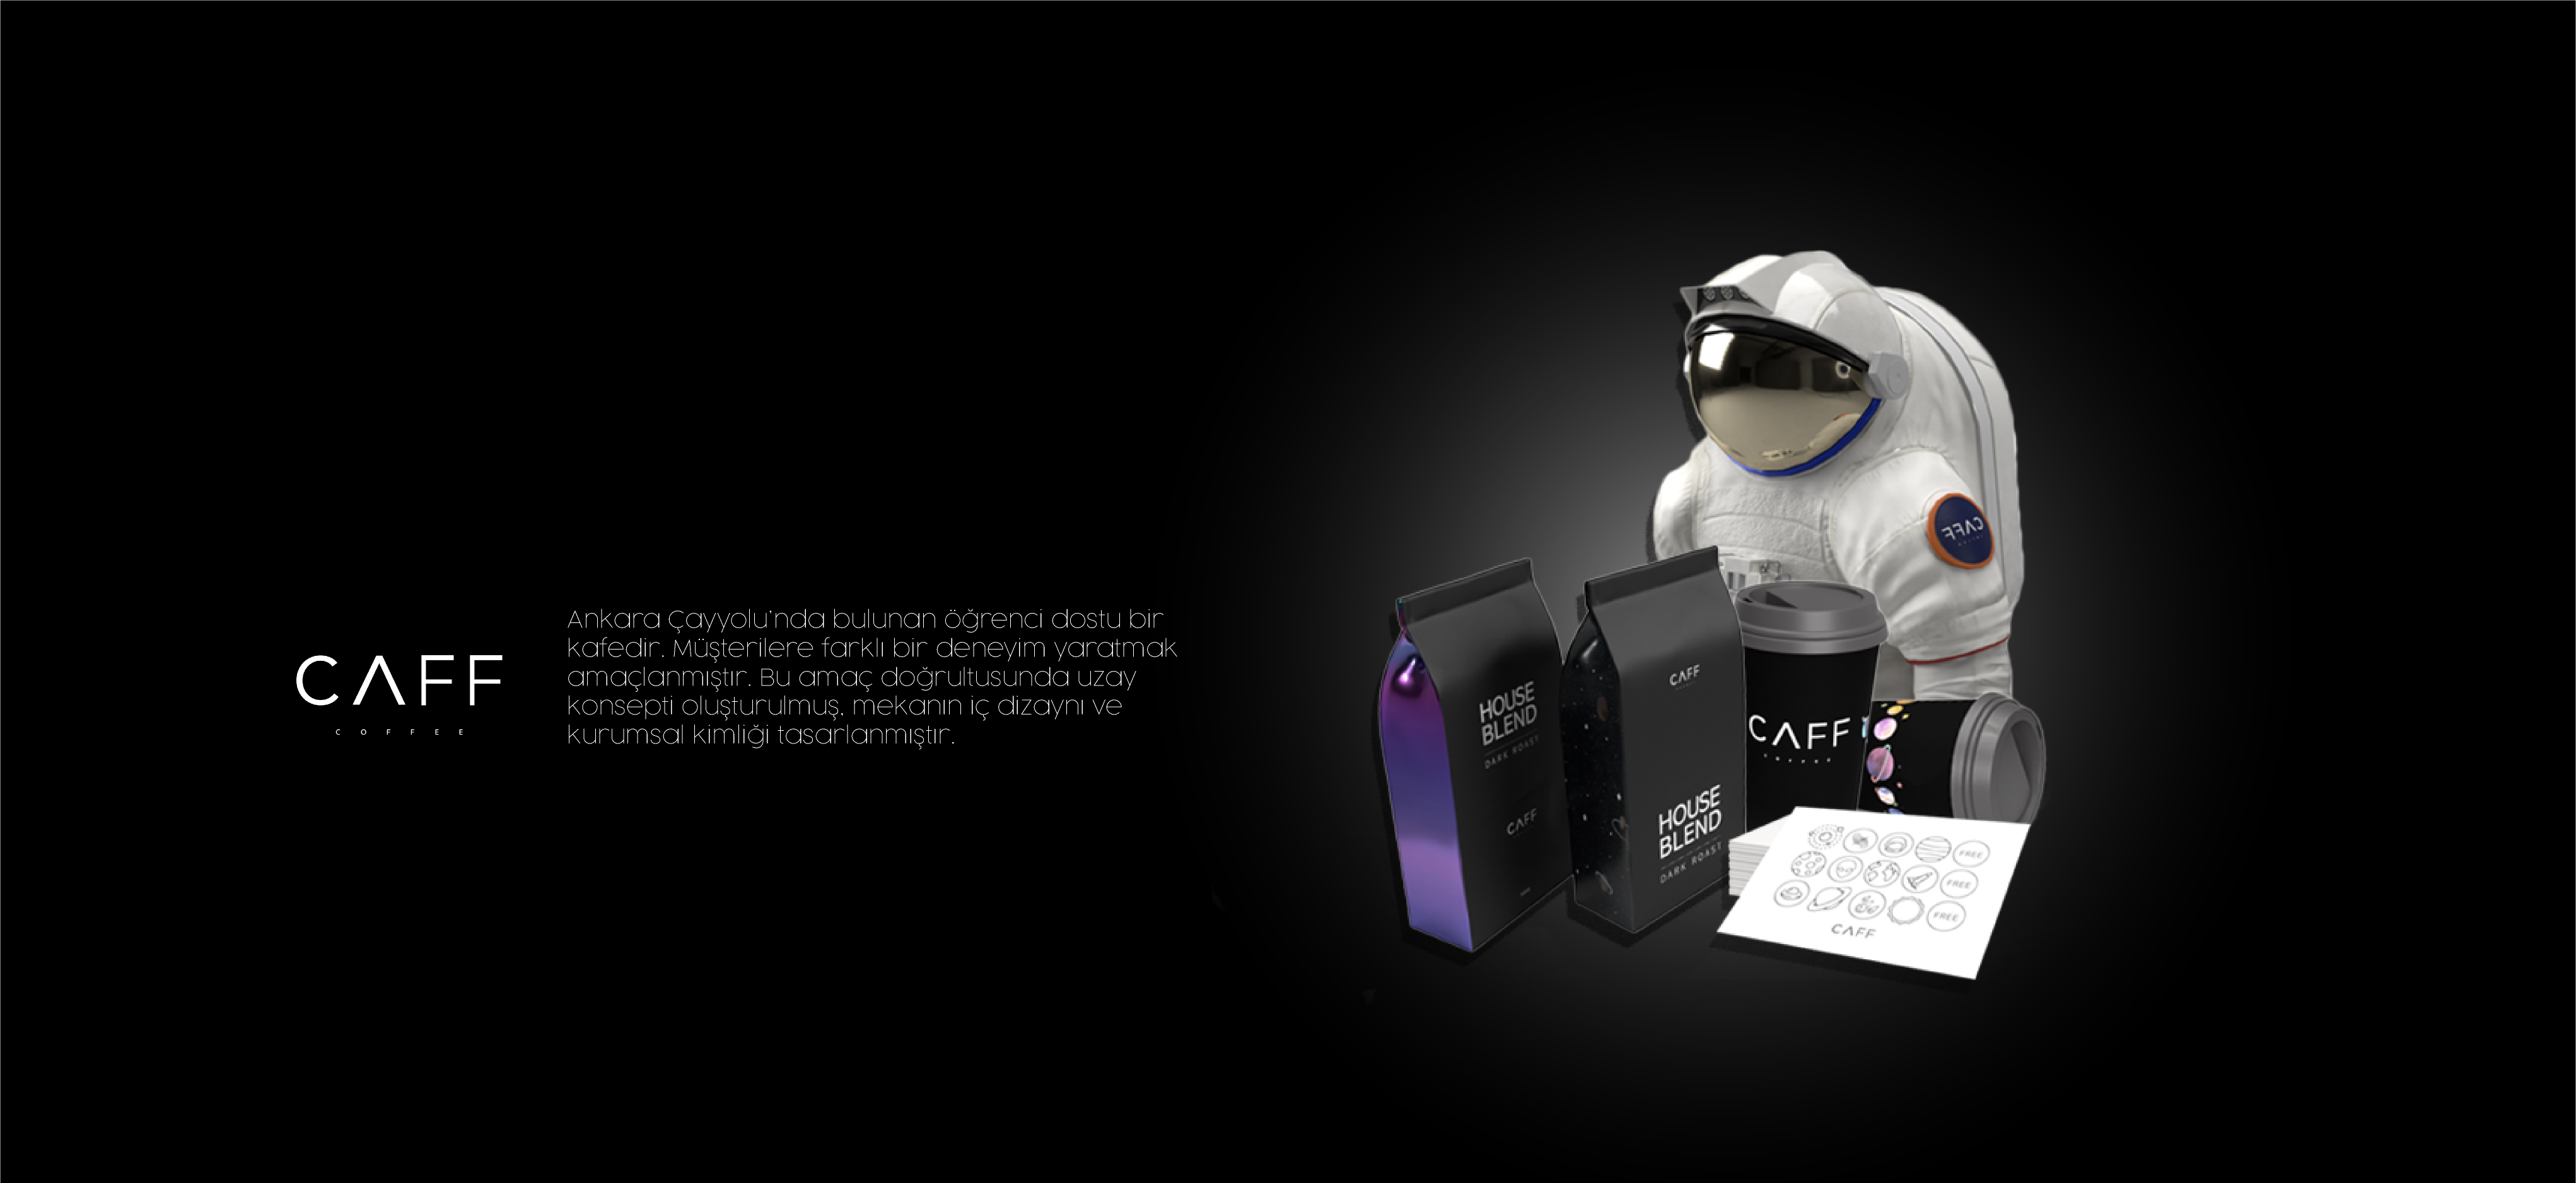 CAFF
COFFEE
Ankara Çayyolu'nda bulunan öğrenci dostu bir
kafedir. Müşterilere farklı bir deneyim yaratmak
amaçlanmıştır. Bu amaç doğrultusunda uzay
konsepti oluşturulmuş, mekanın iç dizaynı ve
kurumsal kimliği tasarlanmıştır.
CAFF
HOUSE
BLEND
DARK ROAST
CAFF
CAFF
HOUSE
BLEND
DARK ROAST
CAFF
COFFEE
FREE
FREE
FREE
CAFF